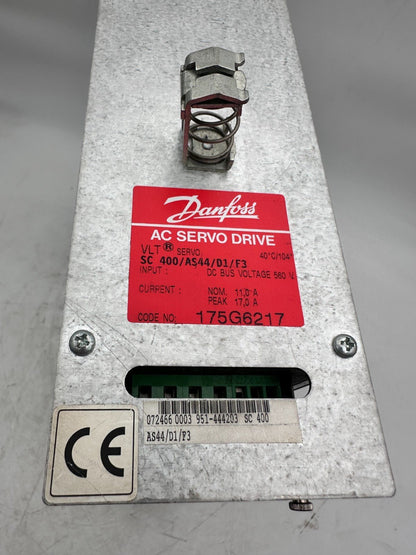 Danfoss
AC SERVO DRIVE
VLT® SERVO 40°C/104°
SC 400/AS44/D1/F3
INPUT: DC BUS VOLTAGE 560 V
CURRENT: NOM. 11,0 A
PEAK 17,0 A
CODE NO: 175G6217
072466 0003 951-444203 SC 400
AS44/D1/F3
CE